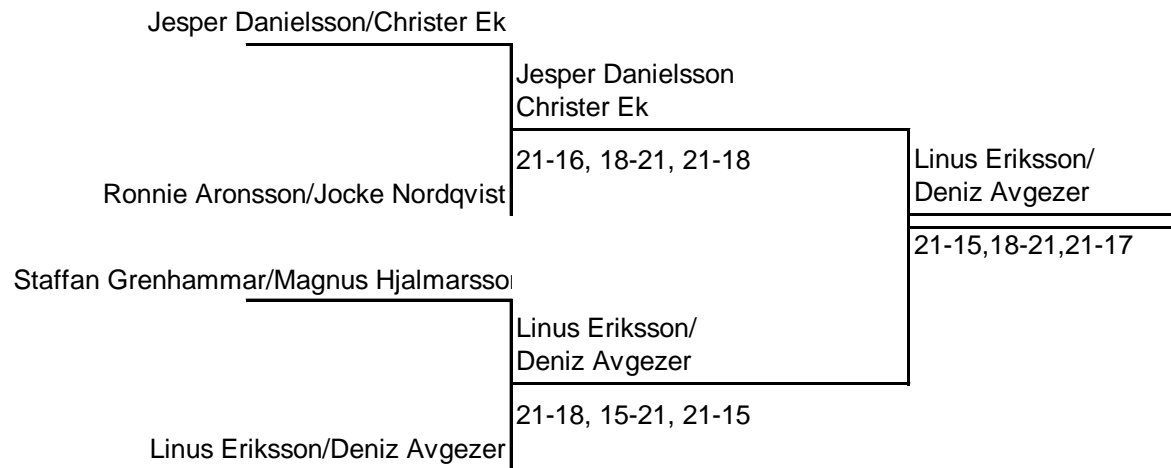 Jesper Danielsson/Christer Ek
Jesper Danielsson
Christer Ek
21-16, 18-21, 21-18
Linus Eriksson/
Deniz Avgezer
Ronnie Aronsson/Jocke Nordqvist
21-15,18-21,21-17
Staffan Grenhammar/Magnus Hjalmarsso
Linus Eriksson/
Deniz Avgezer
21-18, 15-21, 21-15
Linus Eriksson/Deniz Avgezer